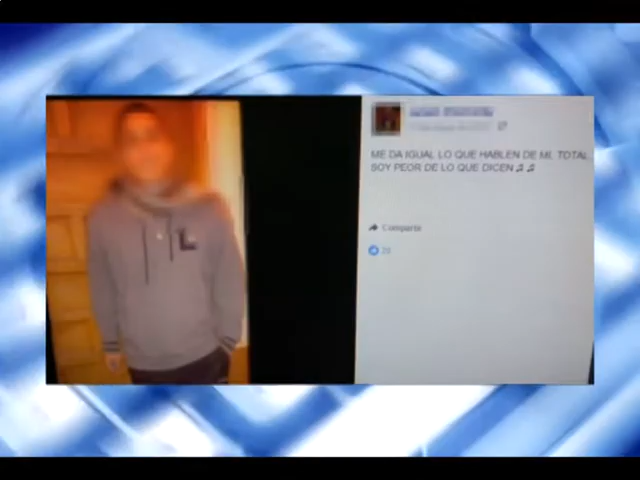 ME DA IGUAL LO QUE HABLEN DE MI, TOTAL
SOY PEOR DE LO QUE DICEN ♫ ♫
Compartir